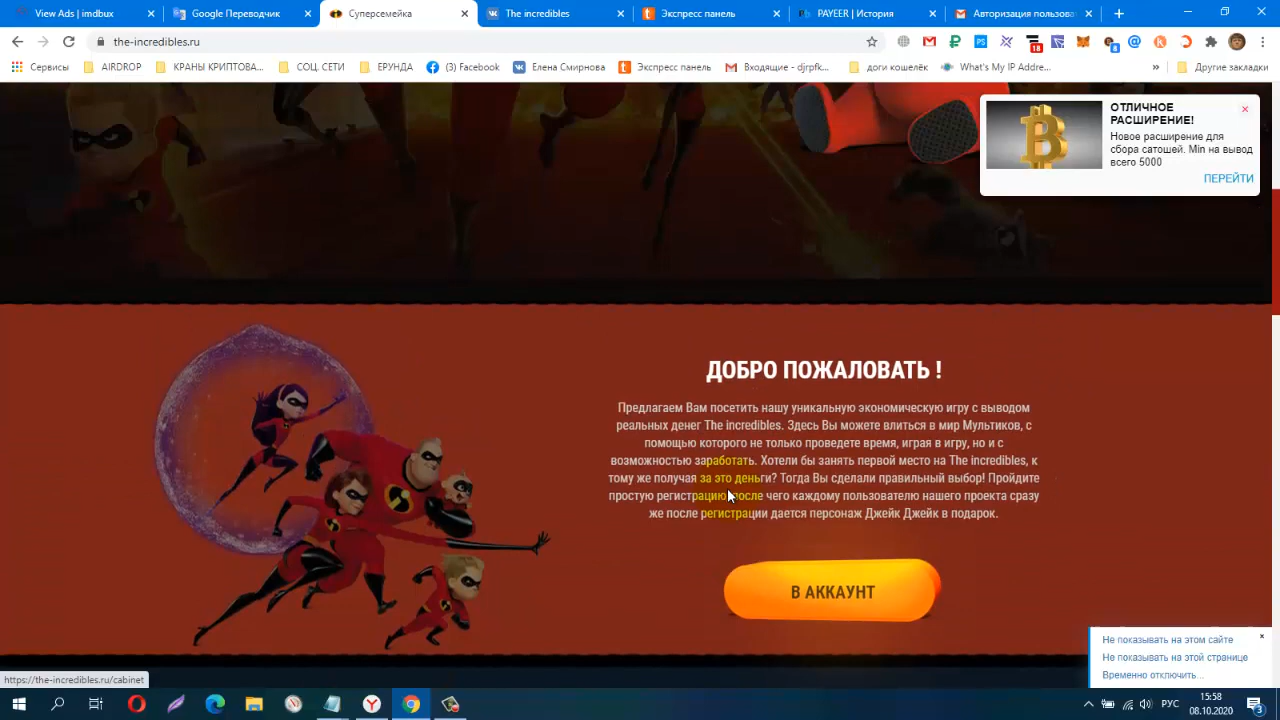 View Ads | imdbux
Google Переводчик
Суперсемейка
The incredibles
Экспресс панель
PAYEER | История
Авторизация пользова
the-incredibles.ru
18
8
Сервисы
AIRDROP
КРАНЫ КРИПТОВА...
СОЦ. СЕТИ
ЕРУНДА
(3) Facebook
Елена Смирнова
Экспресс панель
Входящие - djrpfk...
доги кошелёк
What's My IP Addre...
»
Другие закладки
ОТЛИЧНОЕ
РАСШИРЕНИЕ!
Новое расширение для
сбора сатошей. Min на вывод
всего 5000
ПЕРЕЙТИ
ДОБРО ПОЖАЛОВАТЬ !
Предлагаем Вам посетить нашу уникальную экономическую игру с выводом
реальных денег The incredibles. Здесь Вы можете влиться в мир Мультиков, с
помощью которого не только проведете время, играя в игру, но и с
возможностью заработать. Хотели бы занять первой место на The incredibles, к
тому же получая за это деньги? Тогда Вы сделали правильный выбор! Пройдите
простую регистрацию после чего каждому пользователю нашего проекта сразу
же после регистрации дается персонаж Джейк Джейк в подарок.
В АККАУНТ
Не показывать на этом сайте
Не показывать на этой странице
Временно отключить...
https://the-incredibles.ru/cabinet
РУС
15:58
08.10.2020
3